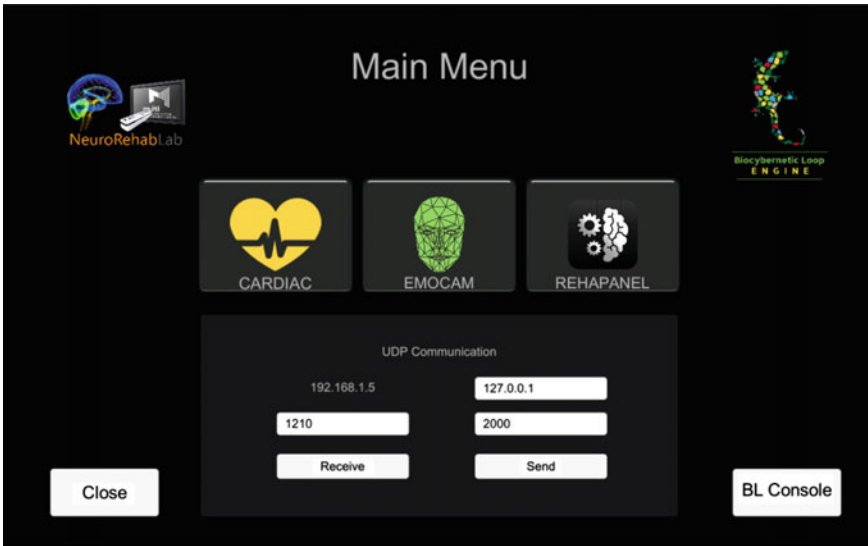 Main Menu
NeuroRehabLab
Biocybernetic Loop
ENGINE
CARDIAC
EMOCAM
REHAPANEL
UDP Communication
192.168.1.5
127.0.0.1
1210
2000
Receive
Send
Close
BL Console